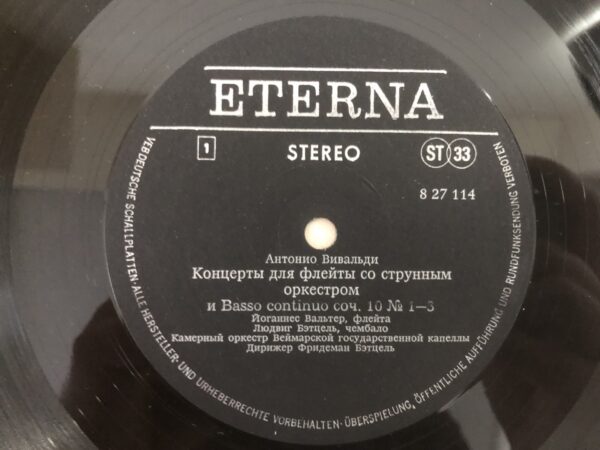 ETERNA
1 STEREO ST 33
8 27 114
Антонио Вивальди
Концерты для флейты со струнным
оркестром
и Basso continuo соч. 10 № 1—3
Йоганнес Вальтер, флейта
Людвиг Бэтцель, чембало
Камерный оркестр Веймарской государственной капеллы
Дирижер Фридеман Бэтцель
VEB DEUTSCHE SCHALLPLATTEN · ALLE HERSTELLER- UND URHEBERRECHTE VORBEHALTEN · ÜBERSPIELUNG, ÖFFENTLICHE AUFFÜHRUNG UND RUNDFUNKSENDUNG VERBOTEN